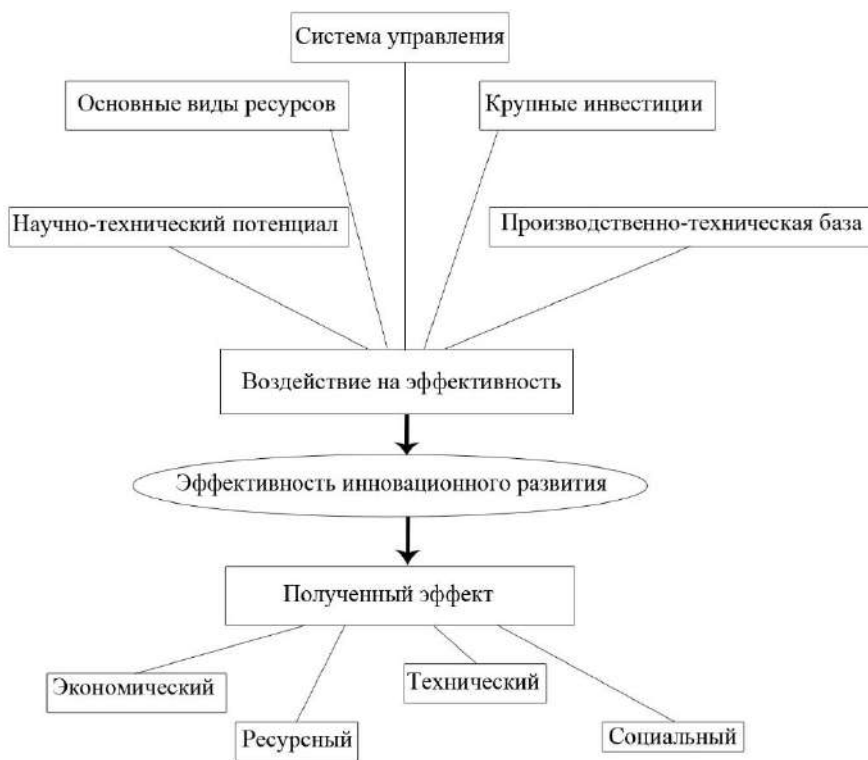 Система управления
Основные виды ресурсов
Крупные инвестиции
Научно-технический потенциал
Производственно-техническая база
Воздействие на эффективность
Эффективность инновационного развития
Полученный эффект
Экономический
Технический
Ресурсный
Социальный